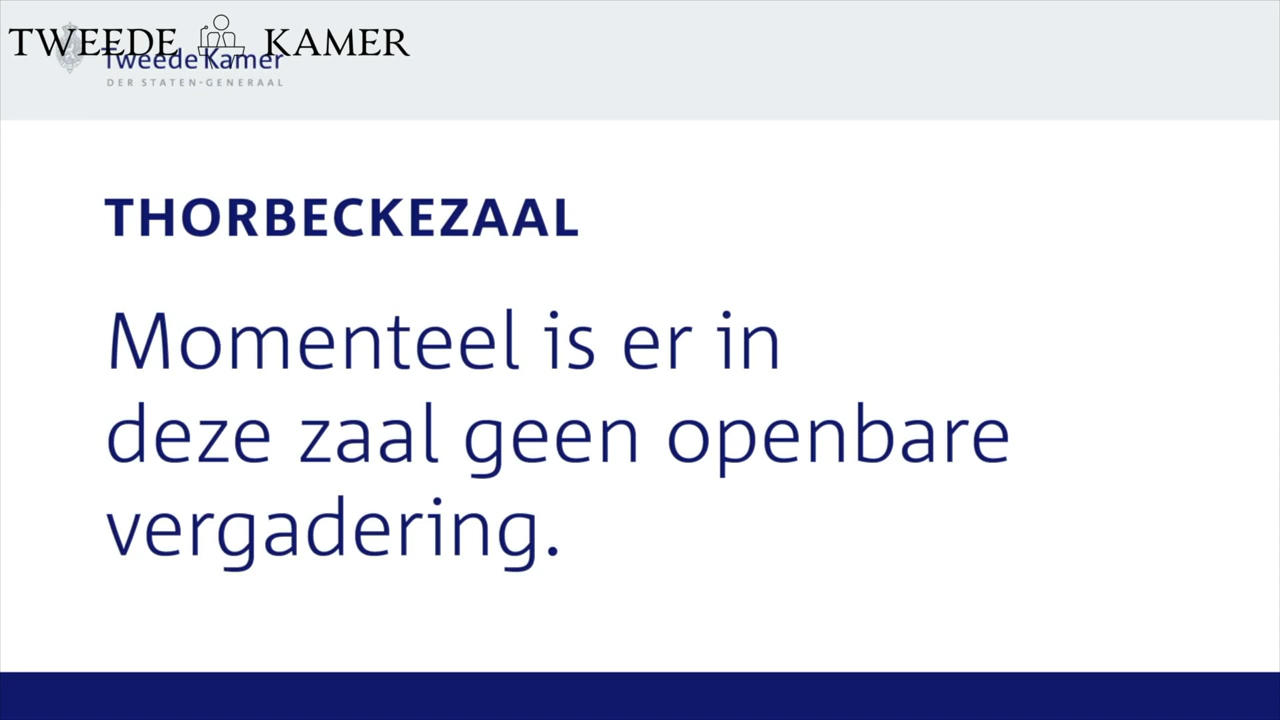 TWEEDE KAMER
Tweede Kamer
DER STATEN-GENERAAL
THORBECKEZAAL
Momenteel is er in
deze zaal geen openbare
vergadering.